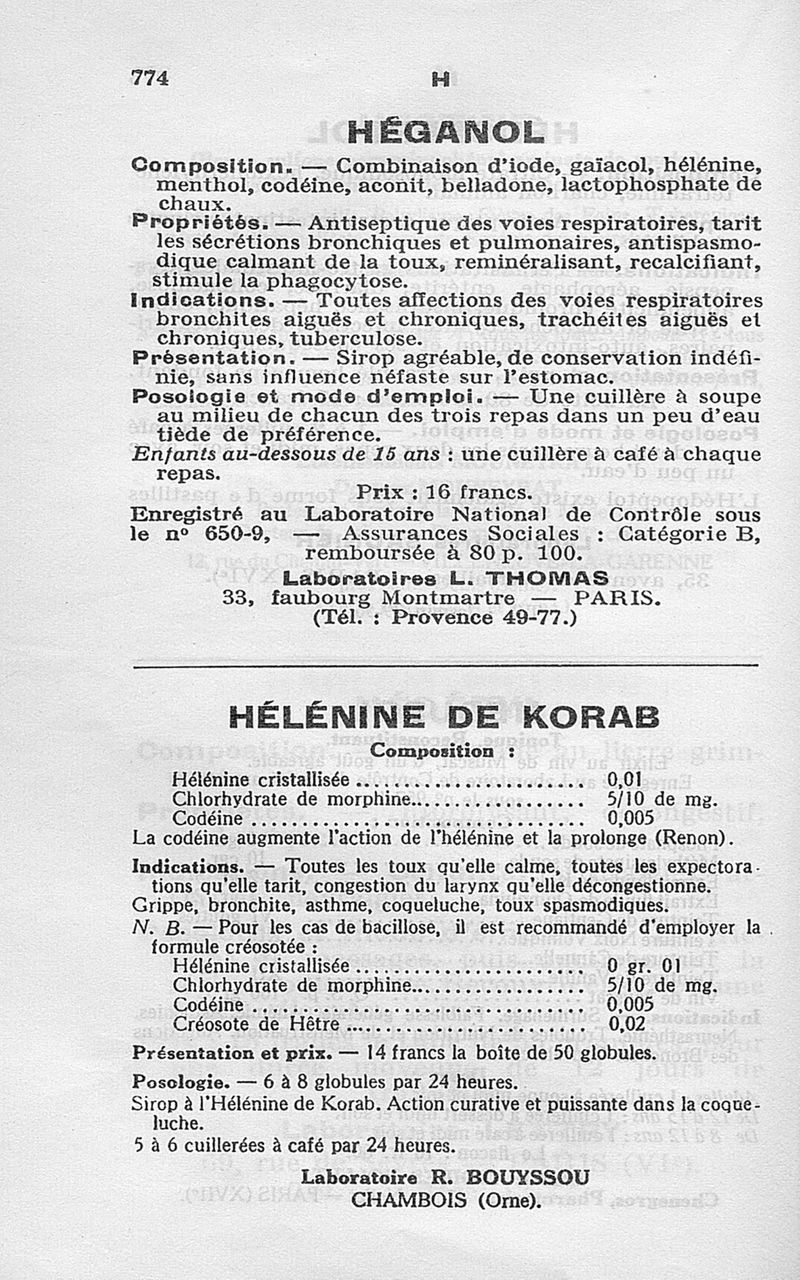 774 H
HÉGANOL
Composition. — Combinaison d'iode, gaïacol, hélénine,
menthol, codéine, aconit, belladone, lactophosphate de
chaux.
Propriétés. — Antiseptique des voies respiratoires, tarit
les sécrétions bronchiques et pulmonaires, antispasmo-
dique calmant de la toux, reminéralisant, recalcifiant,
stimule la phagocytose.
Indications. — Toutes affections des voies respiratoires
bronchites aiguës et chroniques, trachéites aiguës et
chroniques, tuberculose.
Présentation. — Sirop agréable, de conservation indéfi-
nie, sans influence néfaste sur l'estomac.
Posologie et mode d'emploi. — Une cuillère à soupe
au milieu de chacun des trois repas dans un peu d'eau
tiède de préférence.
Enfants au-dessous de 15 ans : une cuillère à café à chaque
repas.
Prix : 16 francs.
Enregistré au Laboratoire National de Contrôle sous
le n° 650-9, — Assurances Sociales : Catégorie B,
remboursée à 80 p. 100.
Laboratoires L. THOMAS
33, faubourg Montmartre — PARIS.
(Tél. : Provence 49-77.)
HÉLÉNINE DE KORAB
Composition :
Hélénine cristallisée ........................ 0,01
Chlorhydrate de morphine.................. 5/10 de mg.
Codéine .................................... 0,005
La codéine augmente l'action de l'hélénine et la prolonge (Renon).
Indications. — Toutes les toux qu'elle calme, toutes les expectora-
tions qu'elle tarit, congestion du larynx qu'elle décongestionne.
Grippe, bronchite, asthme, coqueluche, toux spasmodiques.
N. B. — Pour les cas de bacillose, il est recommandé d'employer la
formule créosotée :
Hélénine cristallisée ........................ 0 gr. 01
Chlorhydrate de morphine.................. 5/10 de mg.
Codéine .................................... 0,005
Créosote de Hêtre ......................... 0,02
Présentation et prix. — 14 francs la boîte de 50 globules.
Posologie. — 6 à 8 globules par 24 heures.
Sirop à l'Hélénine de Korab. Action curative et puissante dans la coque-
luche.
5 à 6 cuillerées à café par 24 heures.
Laboratoire R. BOUYSSOU
CHAMBOIS (Orne).